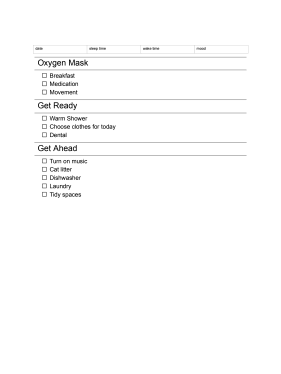 date sleep time wake time mood
Oxygen Mask
☐ Breakfast
☐ Medication
☐ Movement
Get Ready
☐ Warm Shower
☐ Choose clothes for today
☐ Dental
Get Ahead
☐ Turn on music
☐ Cat litter
☐ Dishwasher
☐ Laundry
☐ Tidy spaces